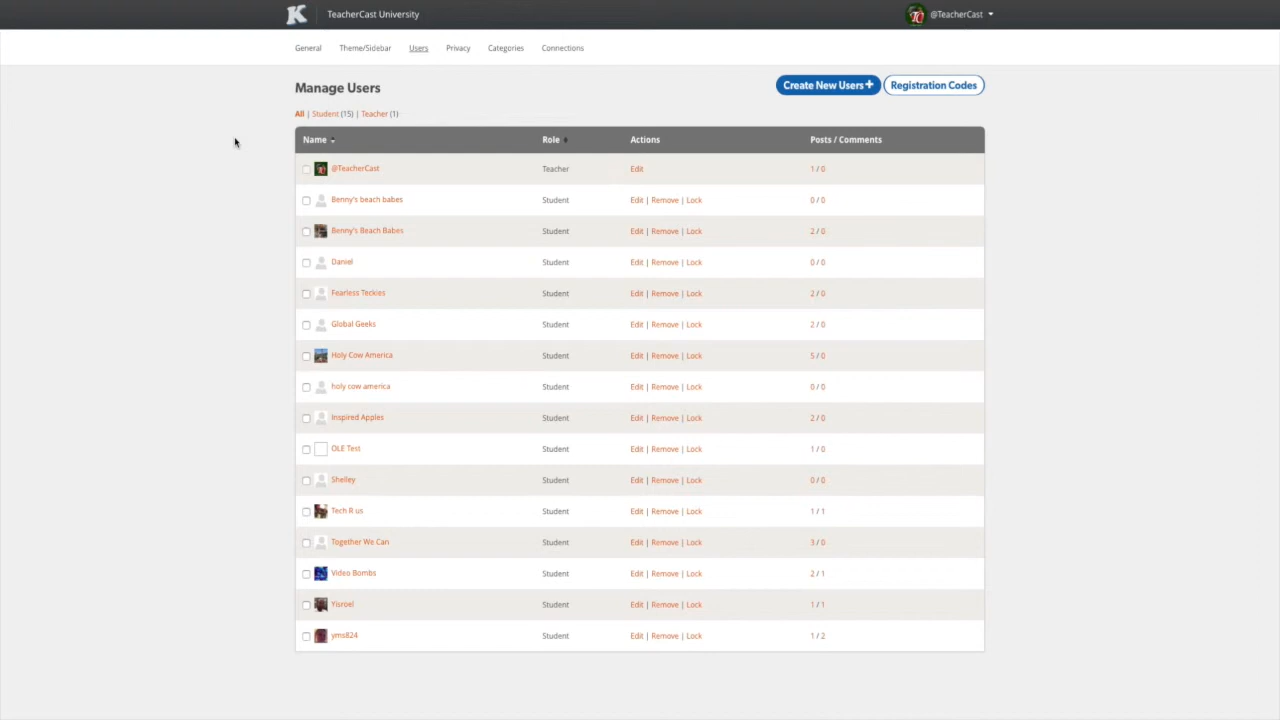 K TeacherCast University @TeacherCast
General Theme/Sidebar Users Privacy Categories Connections
Manage Users Create New Users+ Registration Codes
All | Student (15) | Teacher (1)
Name Role Actions Posts / Comments
@TeacherCast Teacher Edit 1 / 0
Benny's beach babes Student Edit | Remove | Lock 0 / 0
Benny's Beach Babes Student Edit | Remove | Lock 2 / 0
Daniel Student Edit | Remove | Lock 0 / 0
Fearless Teckies Student Edit | Remove | Lock 2 / 0
Global Geeks Student Edit | Remove | Lock 2 / 0
Holy Cow America Student Edit | Remove | Lock 5 / 0
holy cow america Student Edit | Remove | Lock 0 / 0
Inspired Apples Student Edit | Remove | Lock 2 / 0
OLE Test Student Edit | Remove | Lock 1 / 0
Shelley Student Edit | Remove | Lock 0 / 0
Tech R us Student Edit | Remove | Lock 1 / 1
Together We Can Student Edit | Remove | Lock 3 / 0
Video Bombs Student Edit | Remove | Lock 2 / 1
Yisroel Student Edit | Remove | Lock 1 / 1
yms824 Student Edit | Remove | Lock 1 / 2